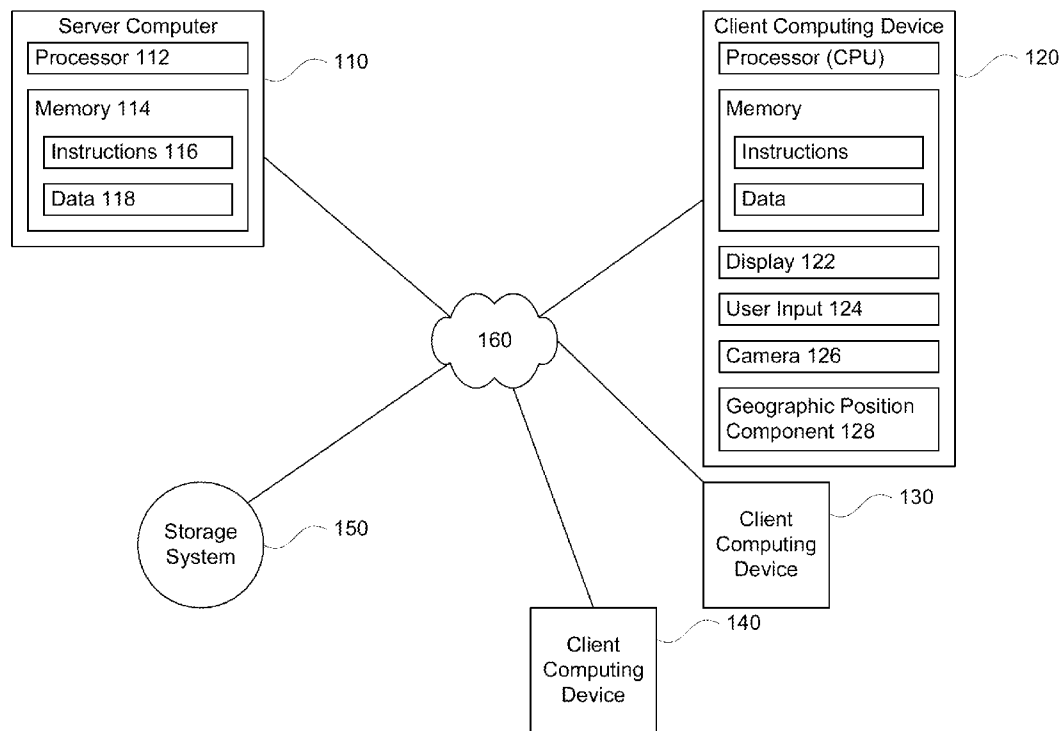 Server Computer
Processor 112
Memory 114
Instructions 116
Data 118
110
Client Computing Device
Processor (CPU)
Memory
Instructions
Data
Display 122
User Input 124
Camera 126
Geographic Position
Component 128
120
160
Storage
System
150
Client
Computing
Device
130
Client
Computing
Device
140